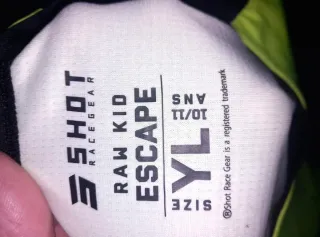 SHOT
RACEGEAR
RAW KID
ESCAPE
SIZE YL 10/11
ANS
®Shot Race Gear is a registered trademark